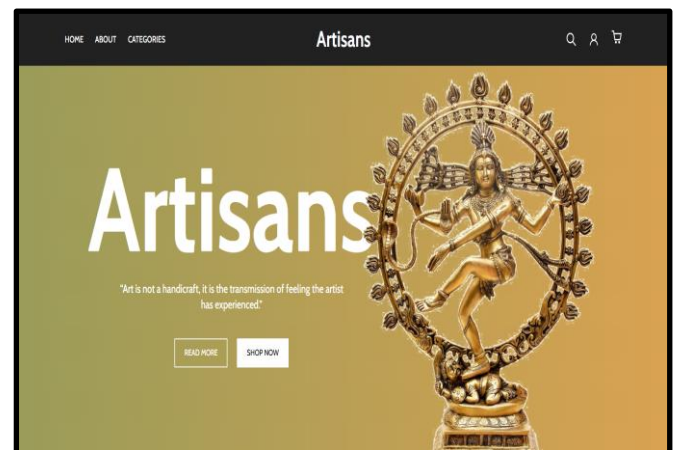 HOME ABOUT CATEGORIES
Artisans
Artisans
"Art is not a handicraft, it is the transmission of feeling the artist
has experienced."
READ MORE SHOP NOW